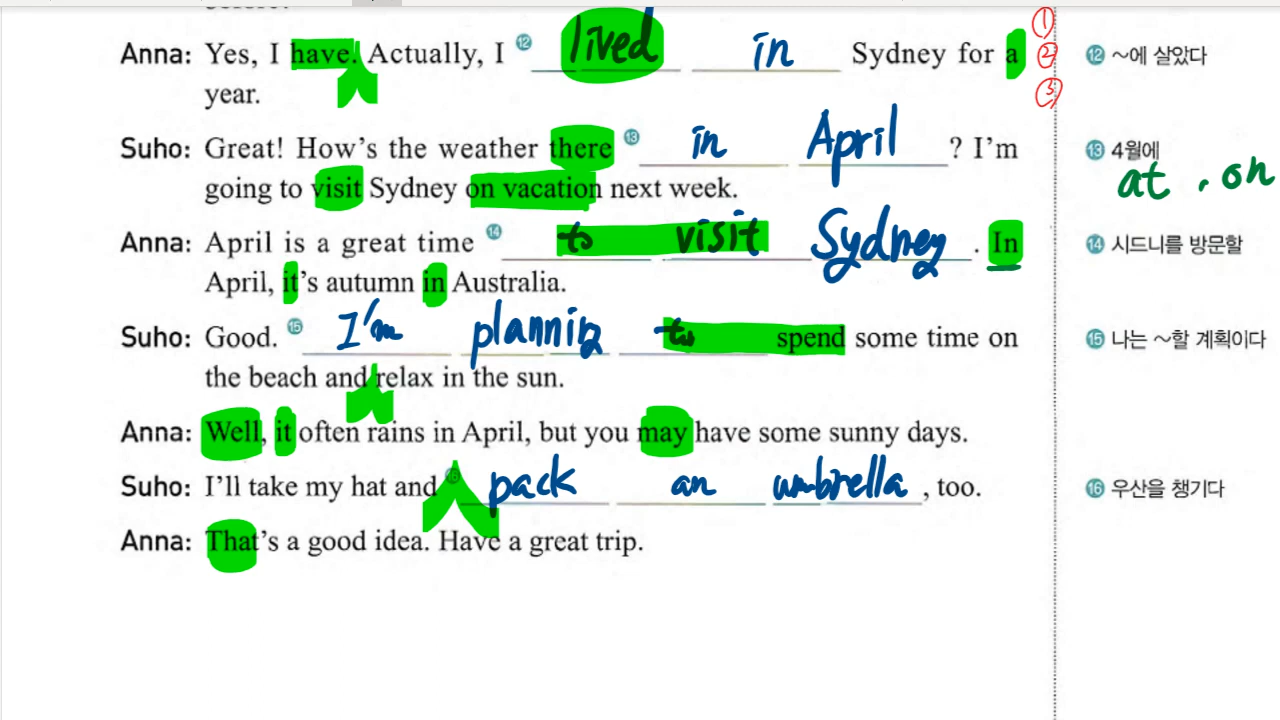 ①
Anna: Yes, I have. Actually, I ⑫ lived in Sydney for a ② ⑫ ~에 살았다
year. ③
Suho: Great! How's the weather there ⑬ in April ? I'm ⑬ 4월에
going to visit Sydney on vacation next week. at , on
Anna: April is a great time ⑭ to visit Sydney . In ⑭ 시드니를 방문할
April, it's autumn in Australia.
Suho: Good. ⑮ I'm planning to spend some time on ⑮ 나는 ~할 계획이다
the beach and relax in the sun.
Anna: Well, it often rains in April, but you may have some sunny days.
Suho: I'll take my hat and ⑯ pack an umbrella , too. ⑯ 우산을 챙기다
Anna: That's a good idea. Have a great trip.